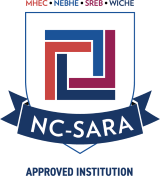 MHEC • NEBHE • SREB • WICHE
NC-SARA
APPROVED INSTITUTION